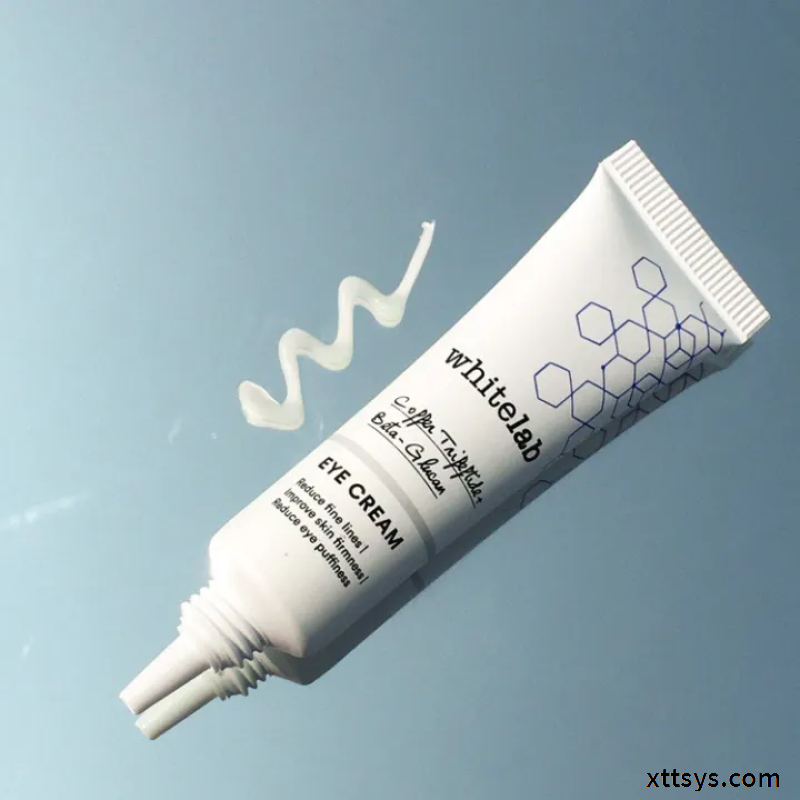 whitelab
Copper Tripeptide+
Beta-Glucan
EYE CREAM
Reduce fine lines |
Improve skin firmness |
Reduce eye puffiness
xttsys.com